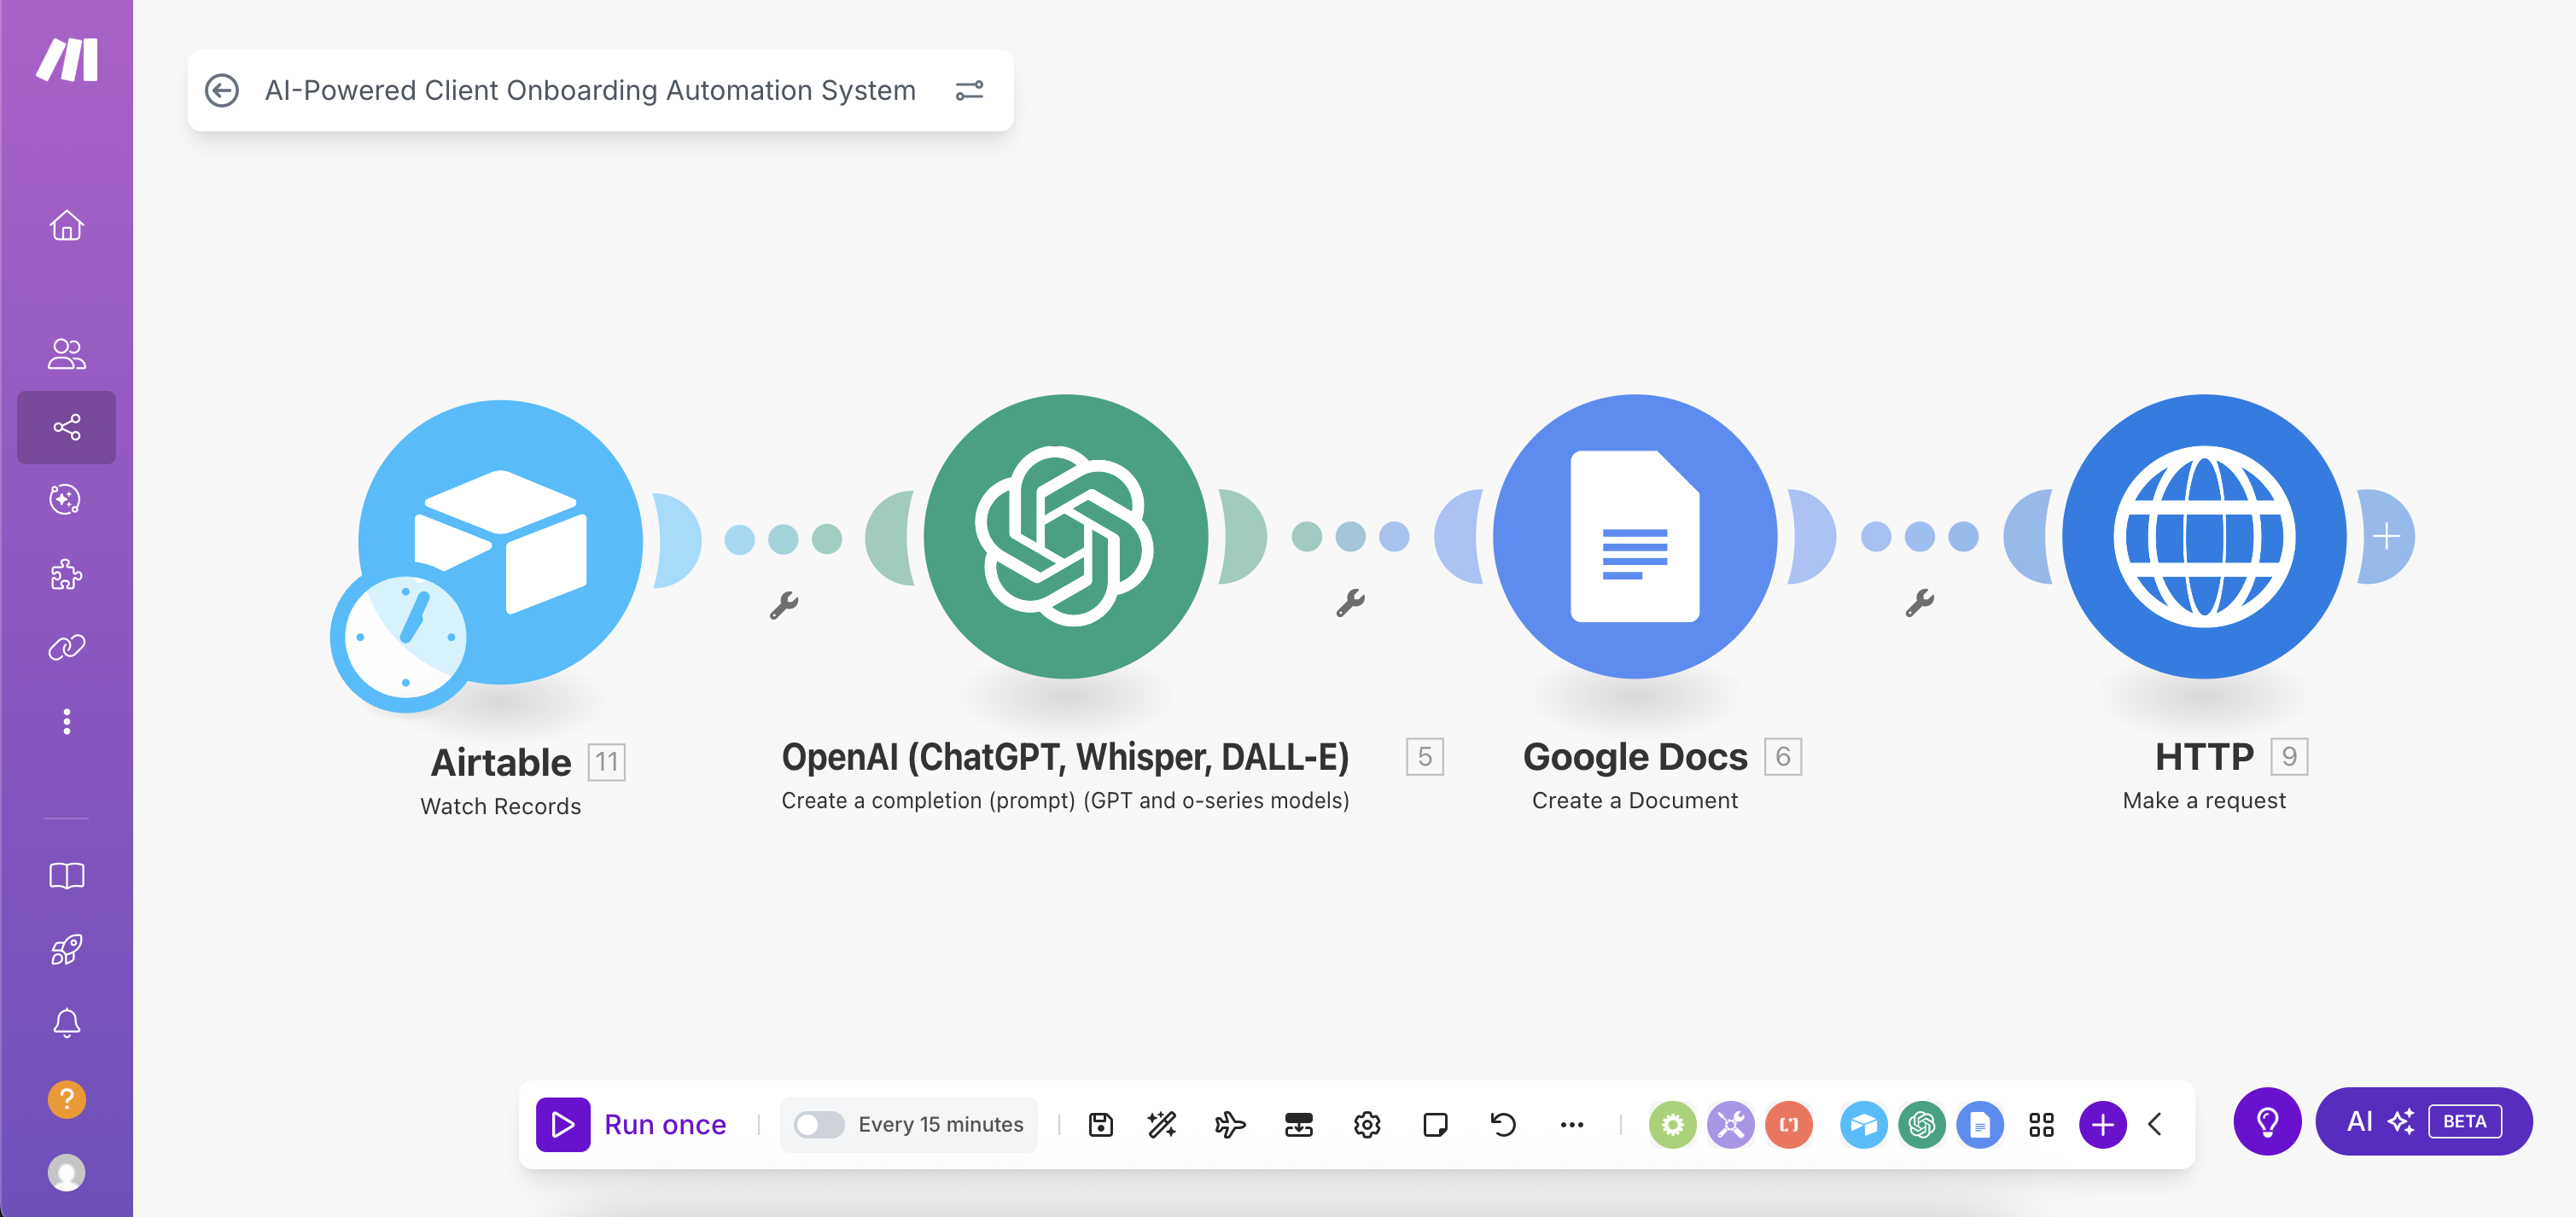 AI-Powered Client Onboarding Automation System
Airtable 11
Watch Records
OpenAI (ChatGPT, Whisper, DALL-E) 5
Create a completion (prompt) (GPT and o-series models)
Google Docs 6
Create a Document
HTTP 9
Make a request
Run once
Every 15 minutes
AI BETA
?